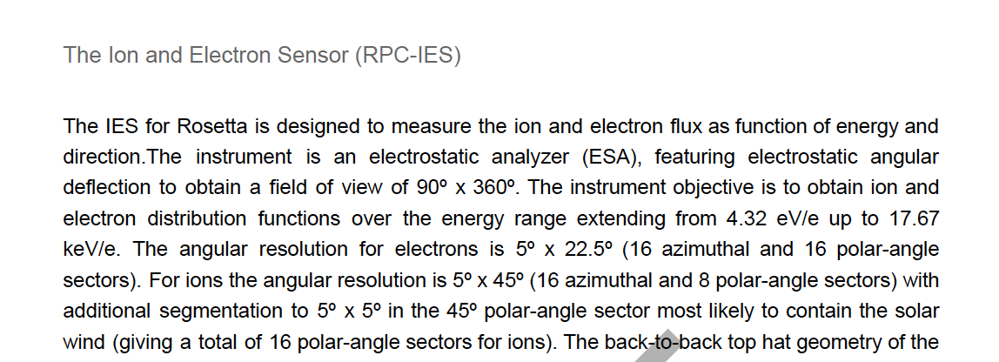 The Ion and Electron Sensor (RPC-IES)
The IES for Rosetta is designed to measure the ion and electron flux as function of energy and
direction.The instrument is an electrostatic analyzer (ESA), featuring electrostatic angular
deflection to obtain a field of view of 90º x 360º. The instrument objective is to obtain ion and
electron distribution functions over the energy range extending from 4.32 eV/e up to 17.67
keV/e. The angular resolution for electrons is 5º x 22.5º (16 azimuthal and 16 polar-angle
sectors). For ions the angular resolution is 5º x 45º (16 azimuthal and 8 polar-angle sectors) with
additional segmentation to 5º x 5º in the 45º polar-angle sector most likely to contain the solar
wind (giving a total of 16 polar-angle sectors for ions). The back-to-back top hat geometry of the